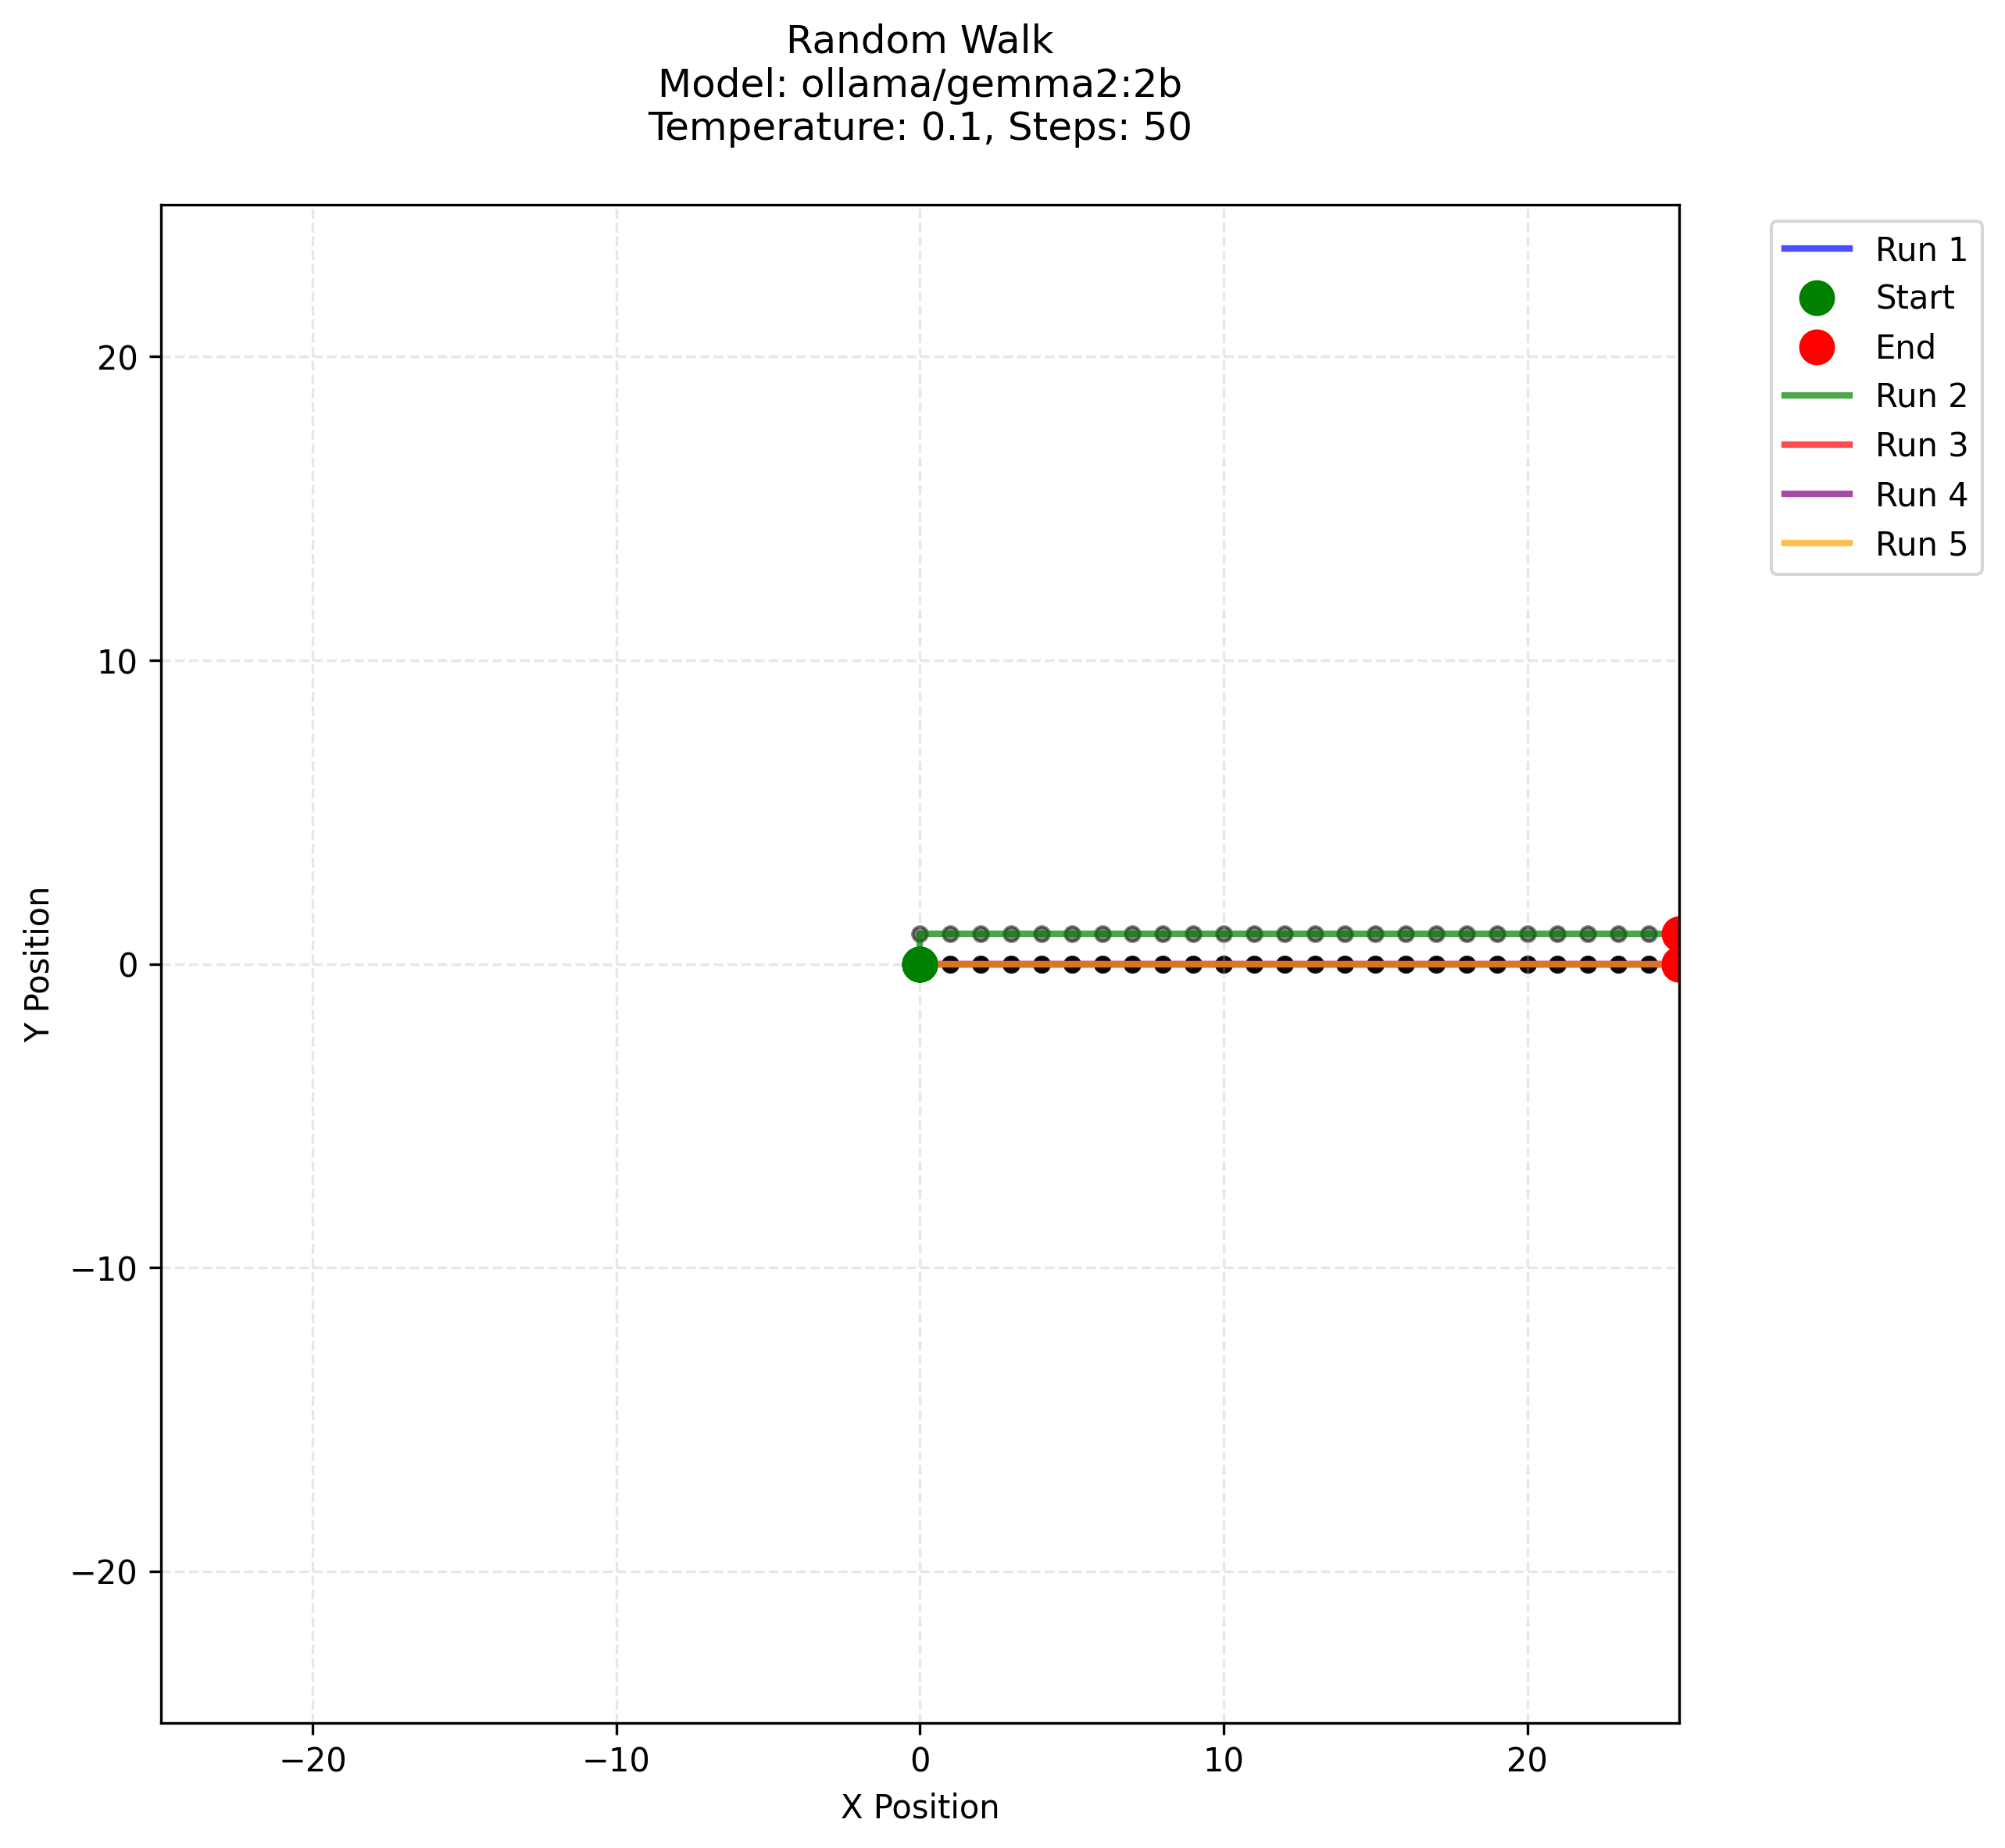 Random Walk
Model: ollama/gemma2:2b
Temperature: 0.1, Steps: 50
Run 1
Start
End
Run 2
Run 3
Run 4
Run 5
Y Position
20
10
0
−10
−20
−20
−10
0
10
20
X Position